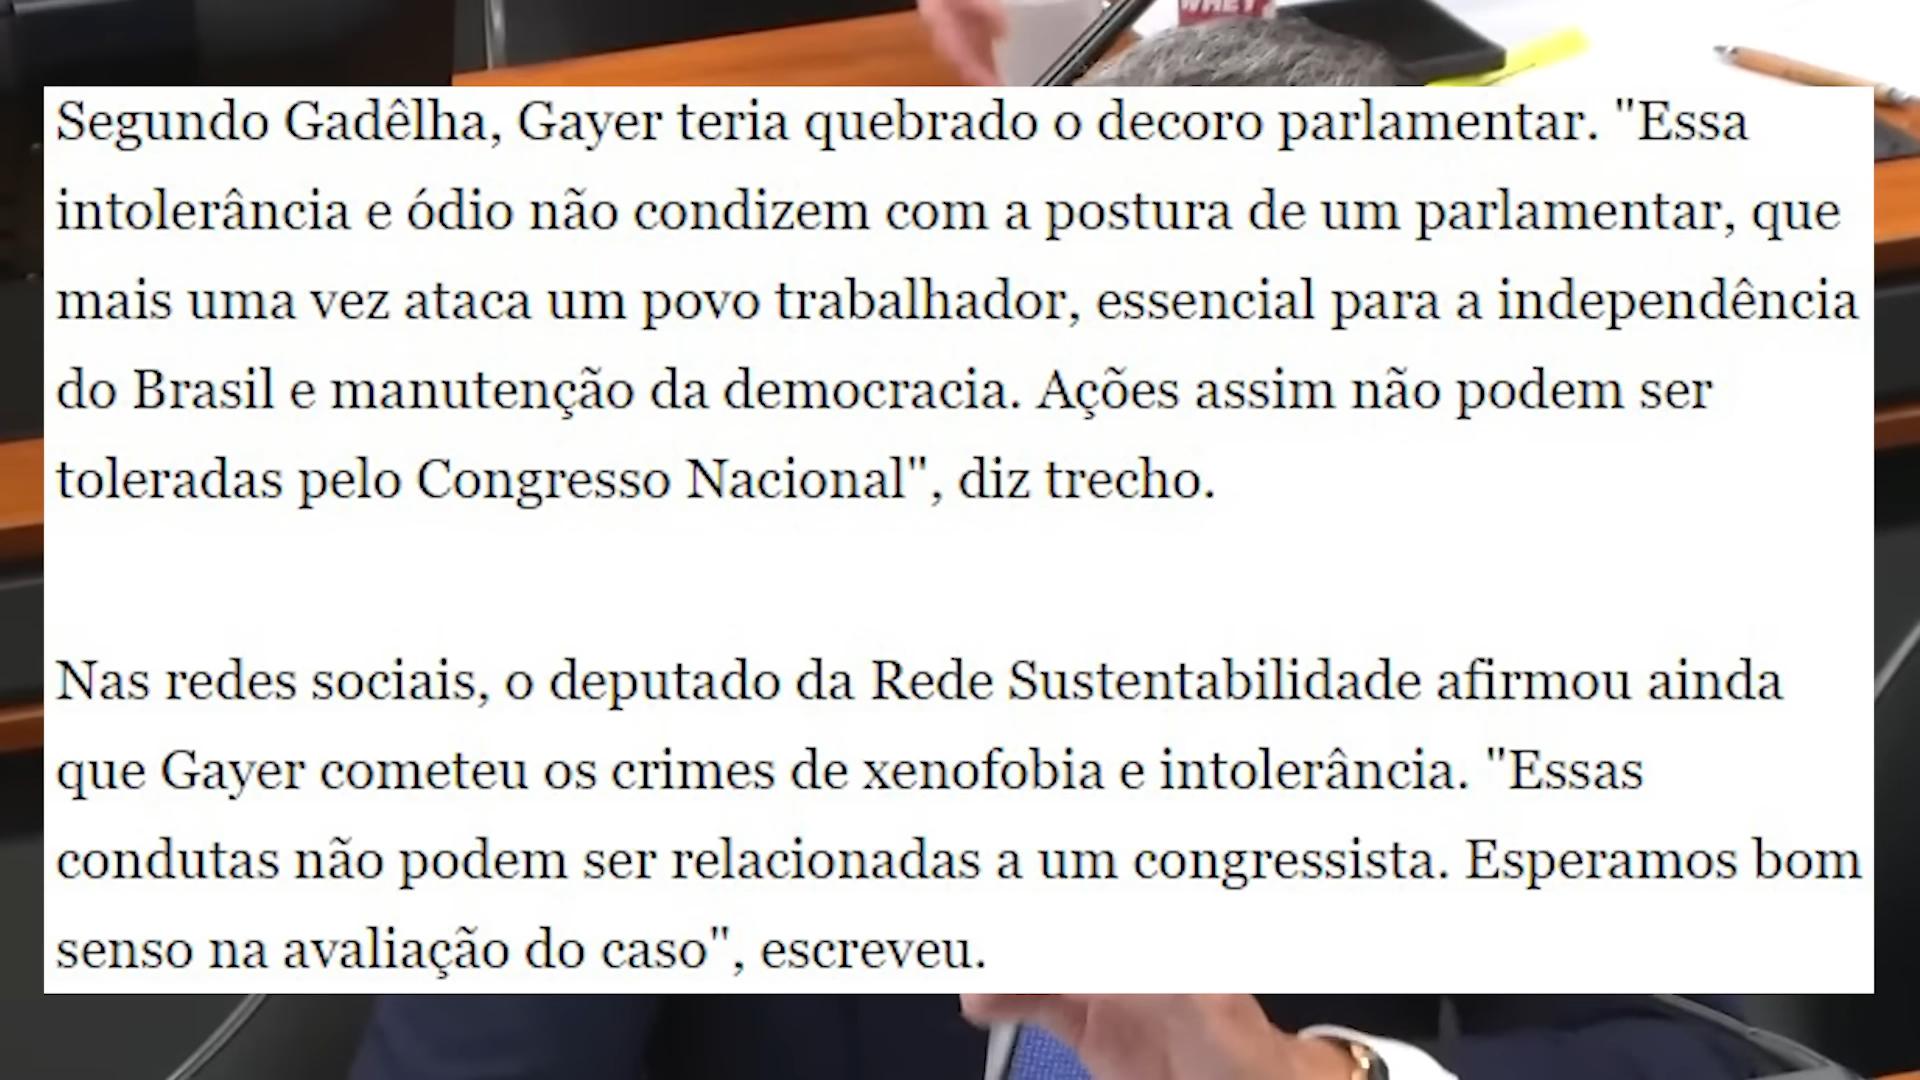 WHEY
Segundo Gadêlha, Gayer teria quebrado o decoro parlamentar. "Essa
intolerância e ódio não condizem com a postura de um parlamentar, que
mais uma vez ataca um povo trabalhador, essencial para a independência
do Brasil e manutenção da democracia. Ações assim não podem ser
toleradas pelo Congresso Nacional", diz trecho.
Nas redes sociais, o deputado da Rede Sustentabilidade afirmou ainda
que Gayer cometeu os crimes de xenofobia e intolerância. "Essas
condutas não podem ser relacionadas a um congressista. Esperamos bom
senso na avaliação do caso", escreveu.